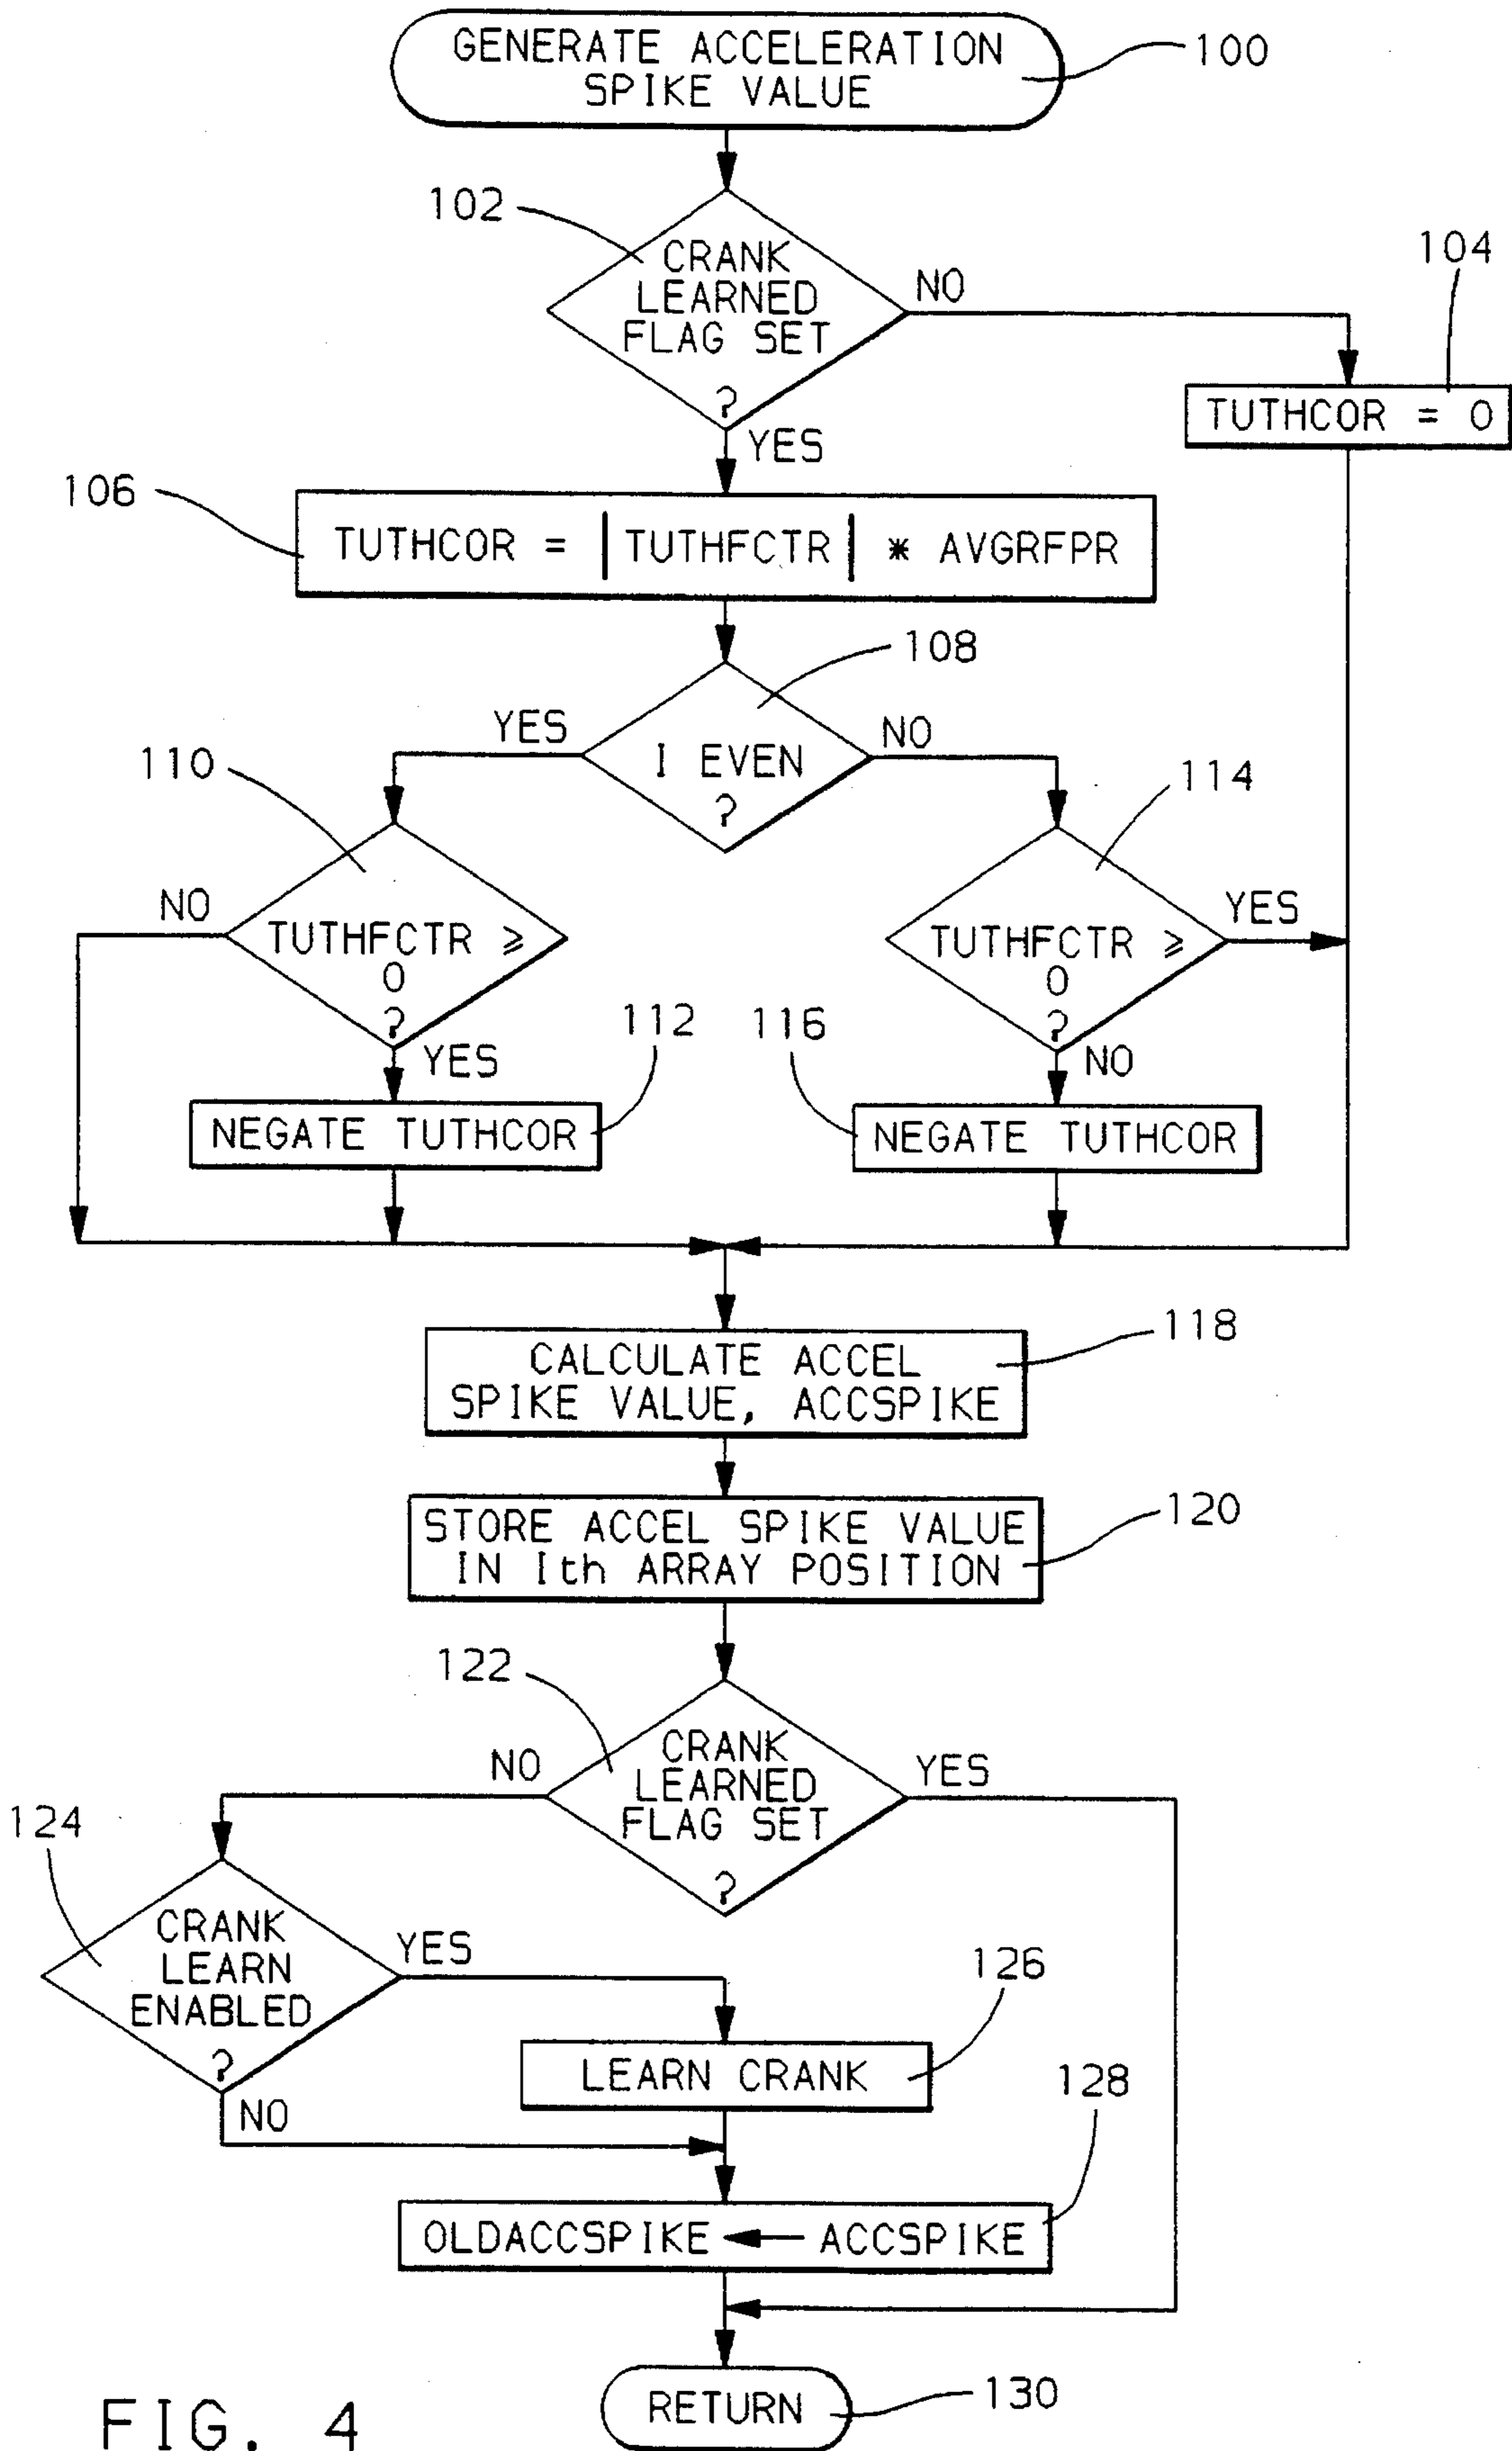 GENERATE ACCELERATION
SPIKE VALUE
100
102
CRANK
LEARNED
FLAG SET
?
NO
104
TUTHCOR = 0
YES
106
TUTHCOR = |TUTHFCTR| * AVGRFPR
108
YES
I EVEN
?
NO
110
114
NO
TUTHFCTR ≥
0
?
YES
TUTHFCTR ≥
0
?
YES
NO
112
116
NEGATE TUTHCOR
NEGATE TUTHCOR
118
CALCULATE ACCEL
SPIKE VALUE, ACCSPIKE
120
STORE ACCEL SPIKE VALUE
IN Ith ARRAY POSITION
122
NO
CRANK
LEARNED
FLAG SET
?
YES
124
CRANK
LEARN
ENABLED
?
YES
126
LEARN CRANK
NO
128
OLDACCSPIKE ← ACCSPIKE
RETURN
130
FIG. 4